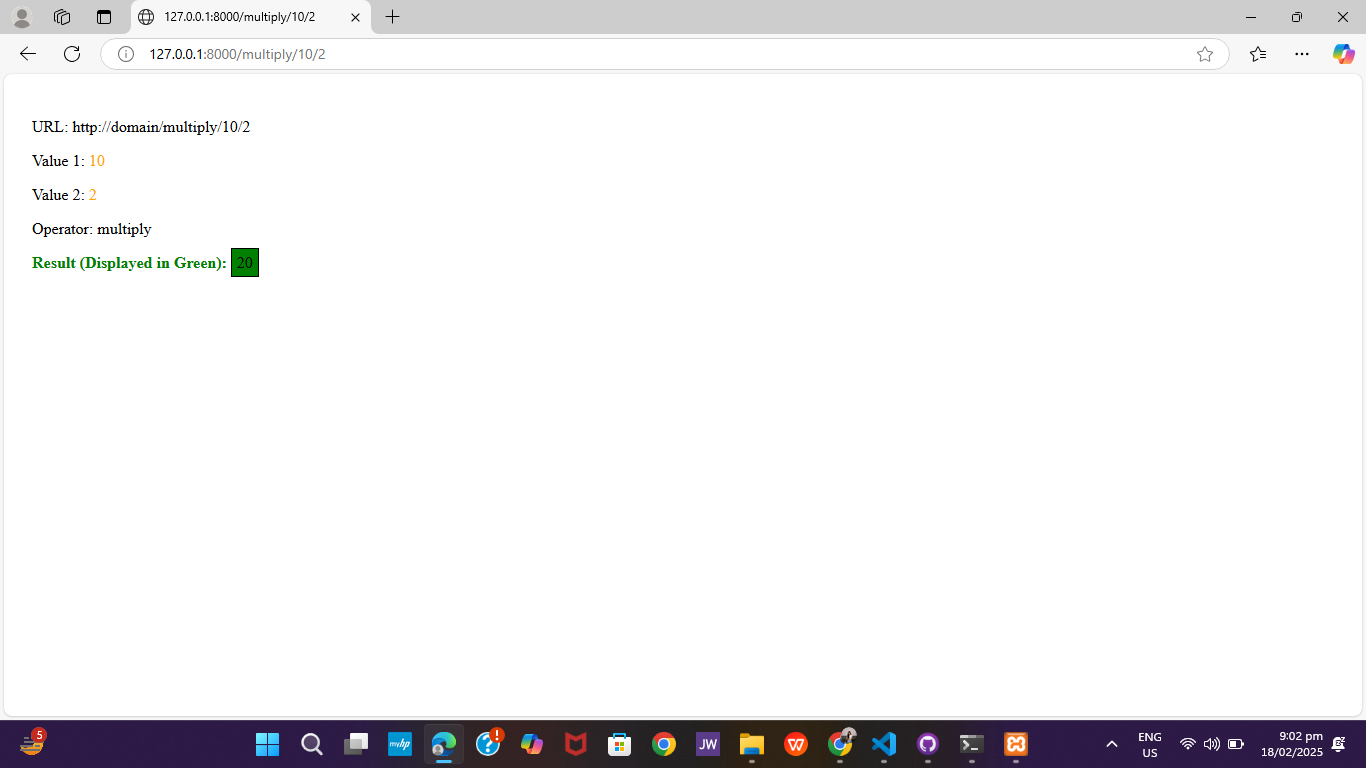 127.0.0.1:8000/multiply/10/2
127.0.0.1:8000/multiply/10/2
URL: http://domain/multiply/10/2
Value 1: 10
Value 2: 2
Operator: multiply
Result (Displayed in Green): 20
5
myhp
?
!
JW
W
ENG
US
9:02 pm
18/02/2025